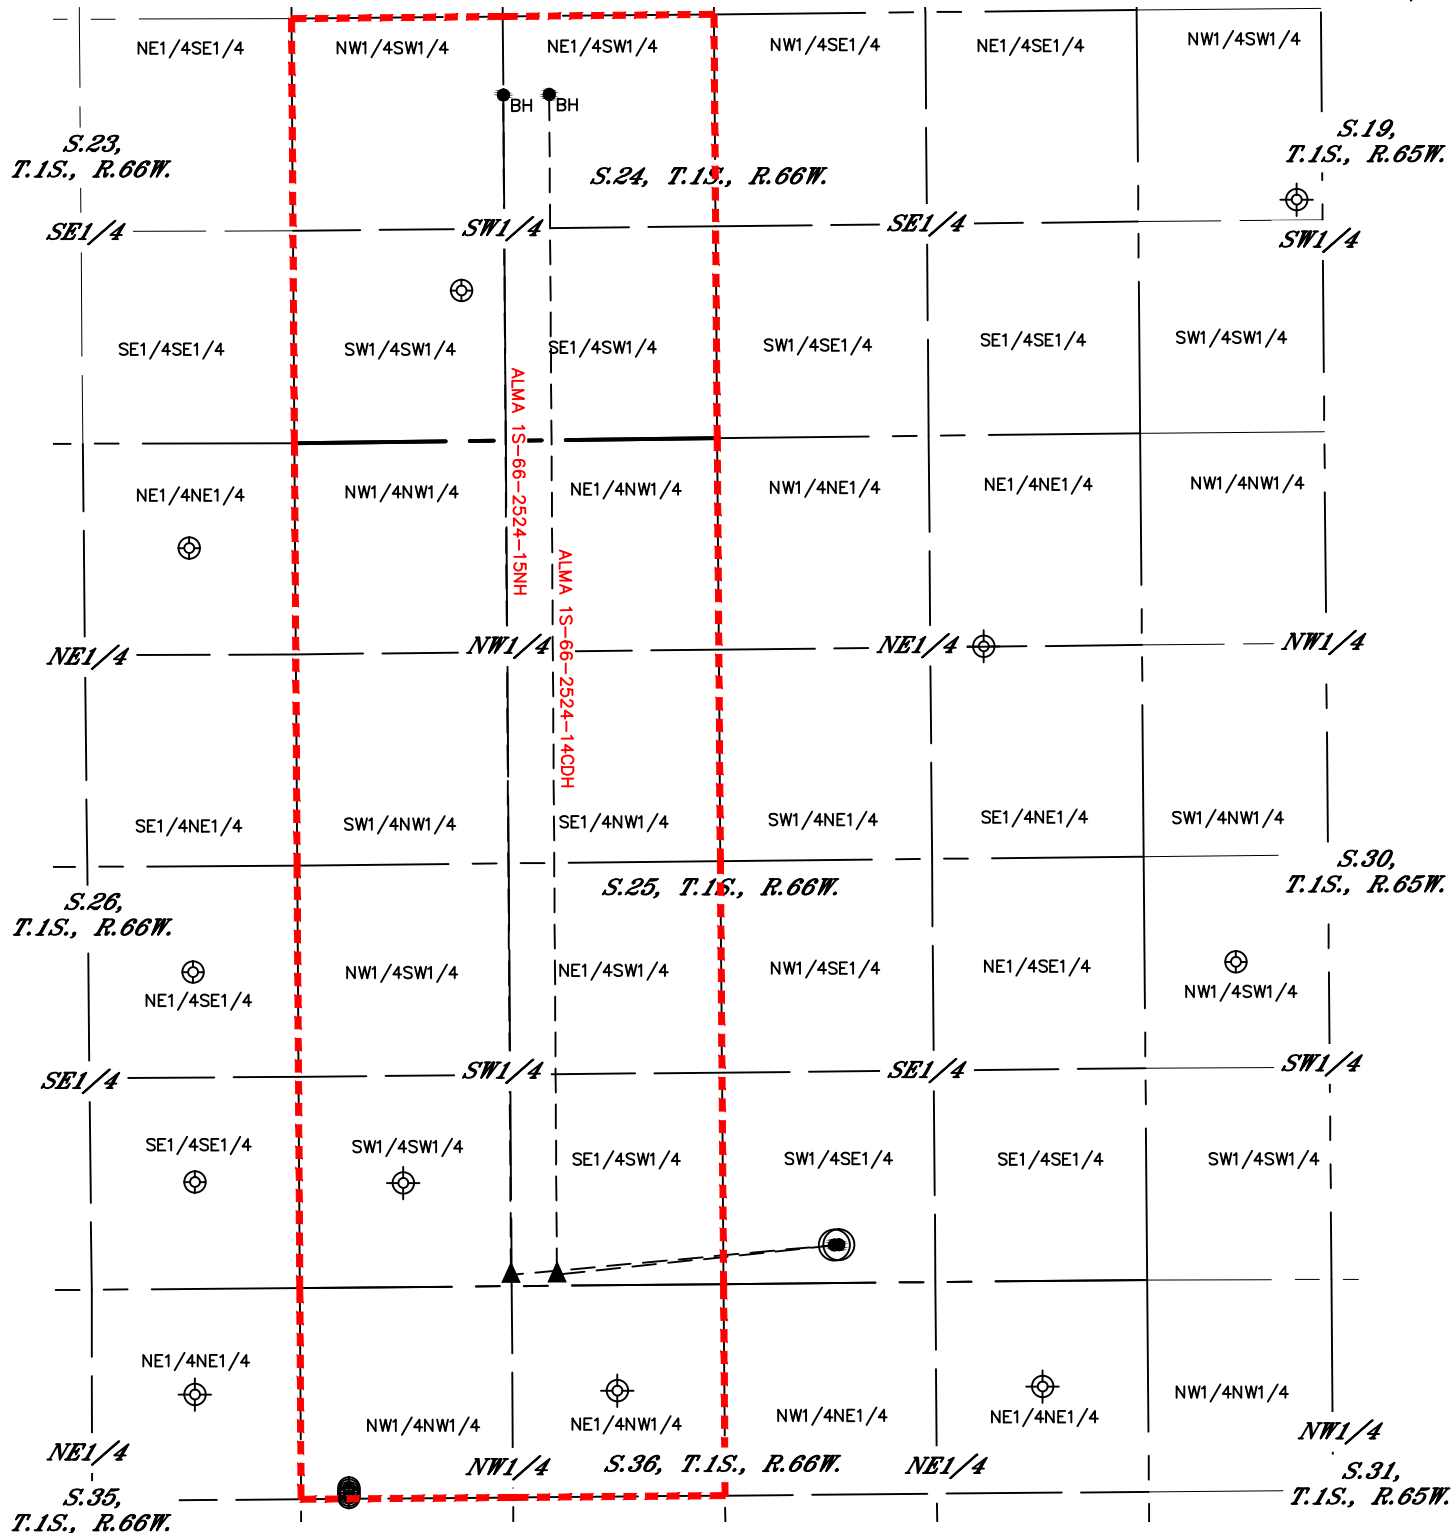 NE1/4SE1/4
NW1/4SW1/4
NE1/4SW1/4
NW1/4SE1/4
NE1/4SE1/4
NW1/4SW1/4
BH
BH
S.23,
T.1S., R.66W.
S.24, T.1S., R.66W.
S.19,
T.1S., R.65W.
SE1/4
SW1/4
SE1/4
SW1/4
SE1/4SE1/4
SW1/4SW1/4
SE1/4SW1/4
SW1/4SE1/4
SE1/4SE1/4
SW1/4SW1/4
ALMA 1S-66-2524-15NH
ALMA 1S-66-2524-14CDH
NE1/4NE1/4
NW1/4NW1/4
NE1/4NW1/4
NW1/4NE1/4
NE1/4NE1/4
NW1/4NW1/4
NE1/4
NW1/4
NE1/4
NW1/4
SE1/4NE1/4
SW1/4NW1/4
SE1/4NW1/4
SW1/4NE1/4
SE1/4NE1/4
SW1/4NW1/4
S.26,
T.1S., R.66W.
S.25, T.1S., R.66W.
S.30,
T.1S., R.65W.
NE1/4SE1/4
NW1/4SW1/4
NE1/4SW1/4
NW1/4SE1/4
NE1/4SE1/4
NW1/4SW1/4
SE1/4
SW1/4
SE1/4
SW1/4
SE1/4SE1/4
SW1/4SW1/4
SE1/4SW1/4
SW1/4SE1/4
SE1/4SE1/4
SW1/4SW1/4
NE1/4NE1/4
NW1/4NW1/4
NE1/4NW1/4
NW1/4NE1/4
NE1/4NE1/4
NW1/4NW1/4
NE1/4
NW1/4
NE1/4
NW1/4
S.35,
T.1S., R.66W.
S.36, T.1S., R.66W.
S.31,
T.1S., R.65W.